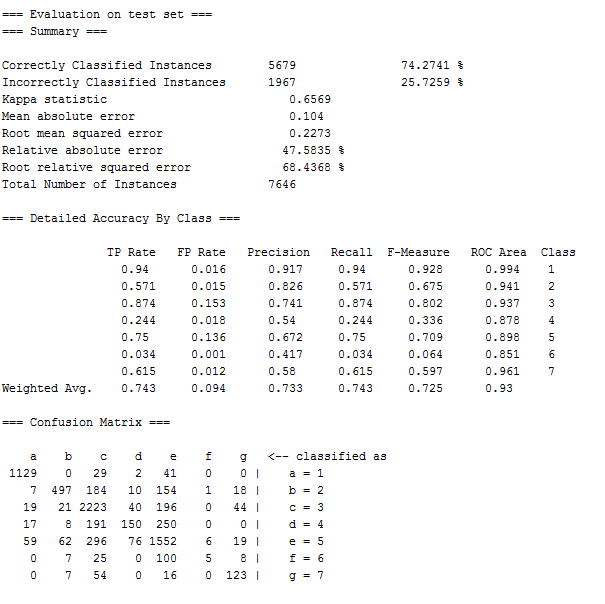 === Evaluation on test set ===
=== Summary ===
Correctly Classified Instances 5679 74.2741 %
Incorrectly Classified Instances 1967 25.7259 %
Kappa statistic 0.6569
Mean absolute error 0.104
Root mean squared error 0.2273
Relative absolute error 47.5835 %
Root relative squared error 68.4368 %
Total Number of Instances 7646
=== Detailed Accuracy By Class ===
TP Rate FP Rate Precision Recall F-Measure ROC Area Class
0.94 0.016 0.917 0.94 0.928 0.994 1
0.571 0.015 0.826 0.571 0.675 0.941 2
0.874 0.153 0.741 0.874 0.802 0.937 3
0.244 0.018 0.54 0.244 0.336 0.878 4
0.75 0.136 0.672 0.75 0.709 0.898 5
0.034 0.001 0.417 0.034 0.064 0.851 6
0.615 0.012 0.58 0.615 0.597 0.961 7
Weighted Avg. 0.743 0.094 0.733 0.743 0.725 0.93
=== Confusion Matrix ===
a b c d e f g <-- classified as
1129 0 29 2 41 0 0 | a = 1
7 497 184 10 154 1 18 | b = 2
19 21 2223 40 196 0 44 | c = 3
17 8 191 150 250 0 0 | d = 4
59 62 296 76 1552 6 19 | e = 5
0 7 25 0 100 5 8 | f = 6
0 7 54 0 16 0 123 | g = 7